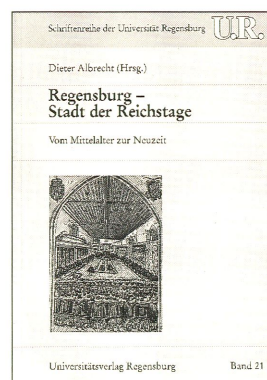 Schriftenreihe der Universität Regensburg U.R.
Dieter Albrecht (Hrsg.)
Regensburg –
Stadt der Reichstage
Vom Mittelalter zur Neuzeit
Universitätsverlag Regensburg Band 21